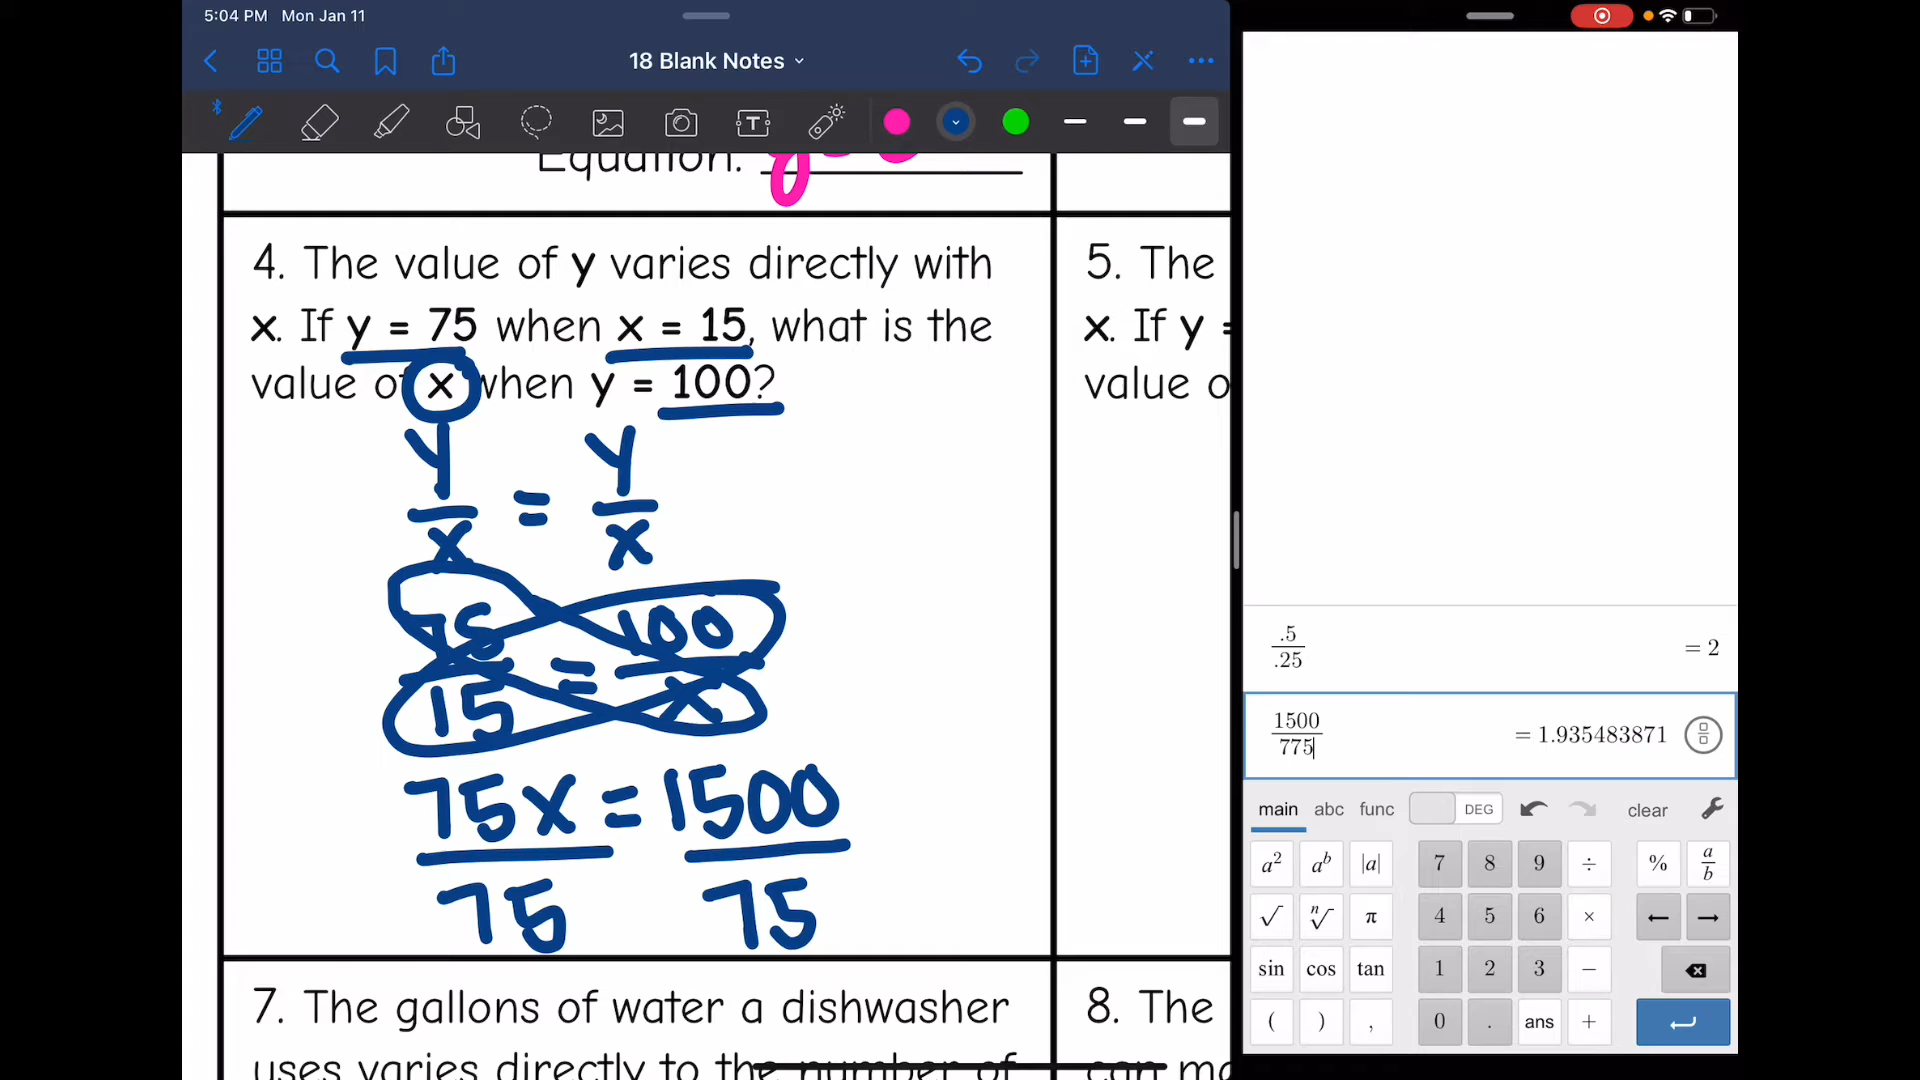 5:04 PM Mon Jan 11
18 Blank Notes
T
Equation:
4. The value of y varies directly with
x. If y = 75 when x = 15, what is the
value of x when y = 100?
y/x = y/x
75/15 = 100/x
75x = 1500
75 75
5. The
x. If y =
value o
7. The gallons of water a dishwasher
uses varies directly to the number of
8. The
can ma
.5/.25 = 2
1500/775 = 1.935483871
main abc func DEG clear
a² aᵇ |a| 7 8 9 ÷ % a/b
√ ⁿ√ π 4 5 6 × ← →
sin cos tan 1 2 3 −
( ) , 0 . ans +